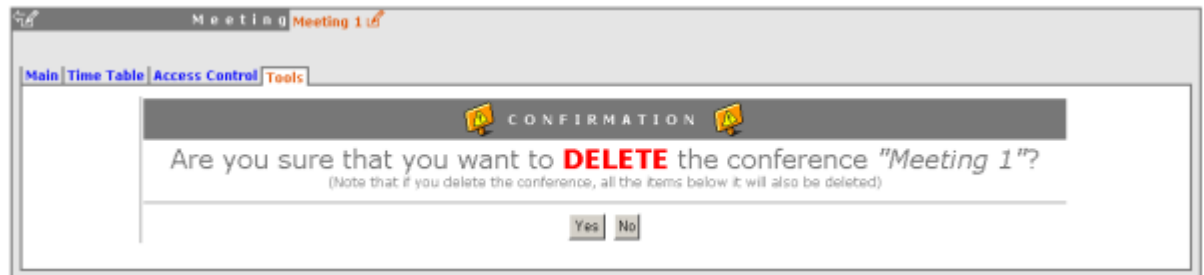 Meeting Meeting 1
Main Time Table Access Control Tools
CONFIRMATION
Are you sure that you want to DELETE the conference "Meeting 1"?
(Note that if you delete the conference, all the items below it will also be deleted)
Yes No